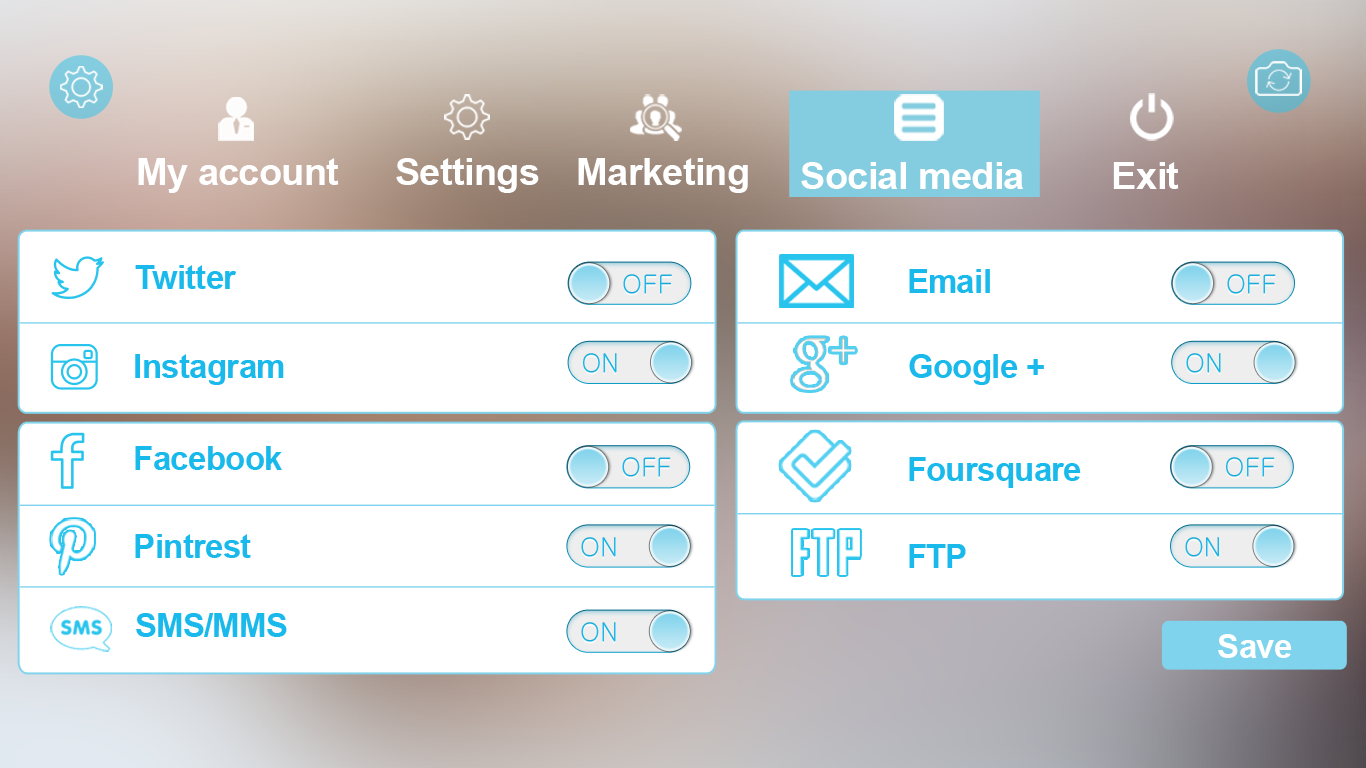 My account
Settings
Marketing
Social media
Exit
Twitter
OFF
Instagram
ON
Facebook
OFF
Pintrest
ON
SMS
SMS/MMS
ON
Email
OFF
g+
Google +
ON
Foursquare
OFF
FTP
FTP
ON
Save